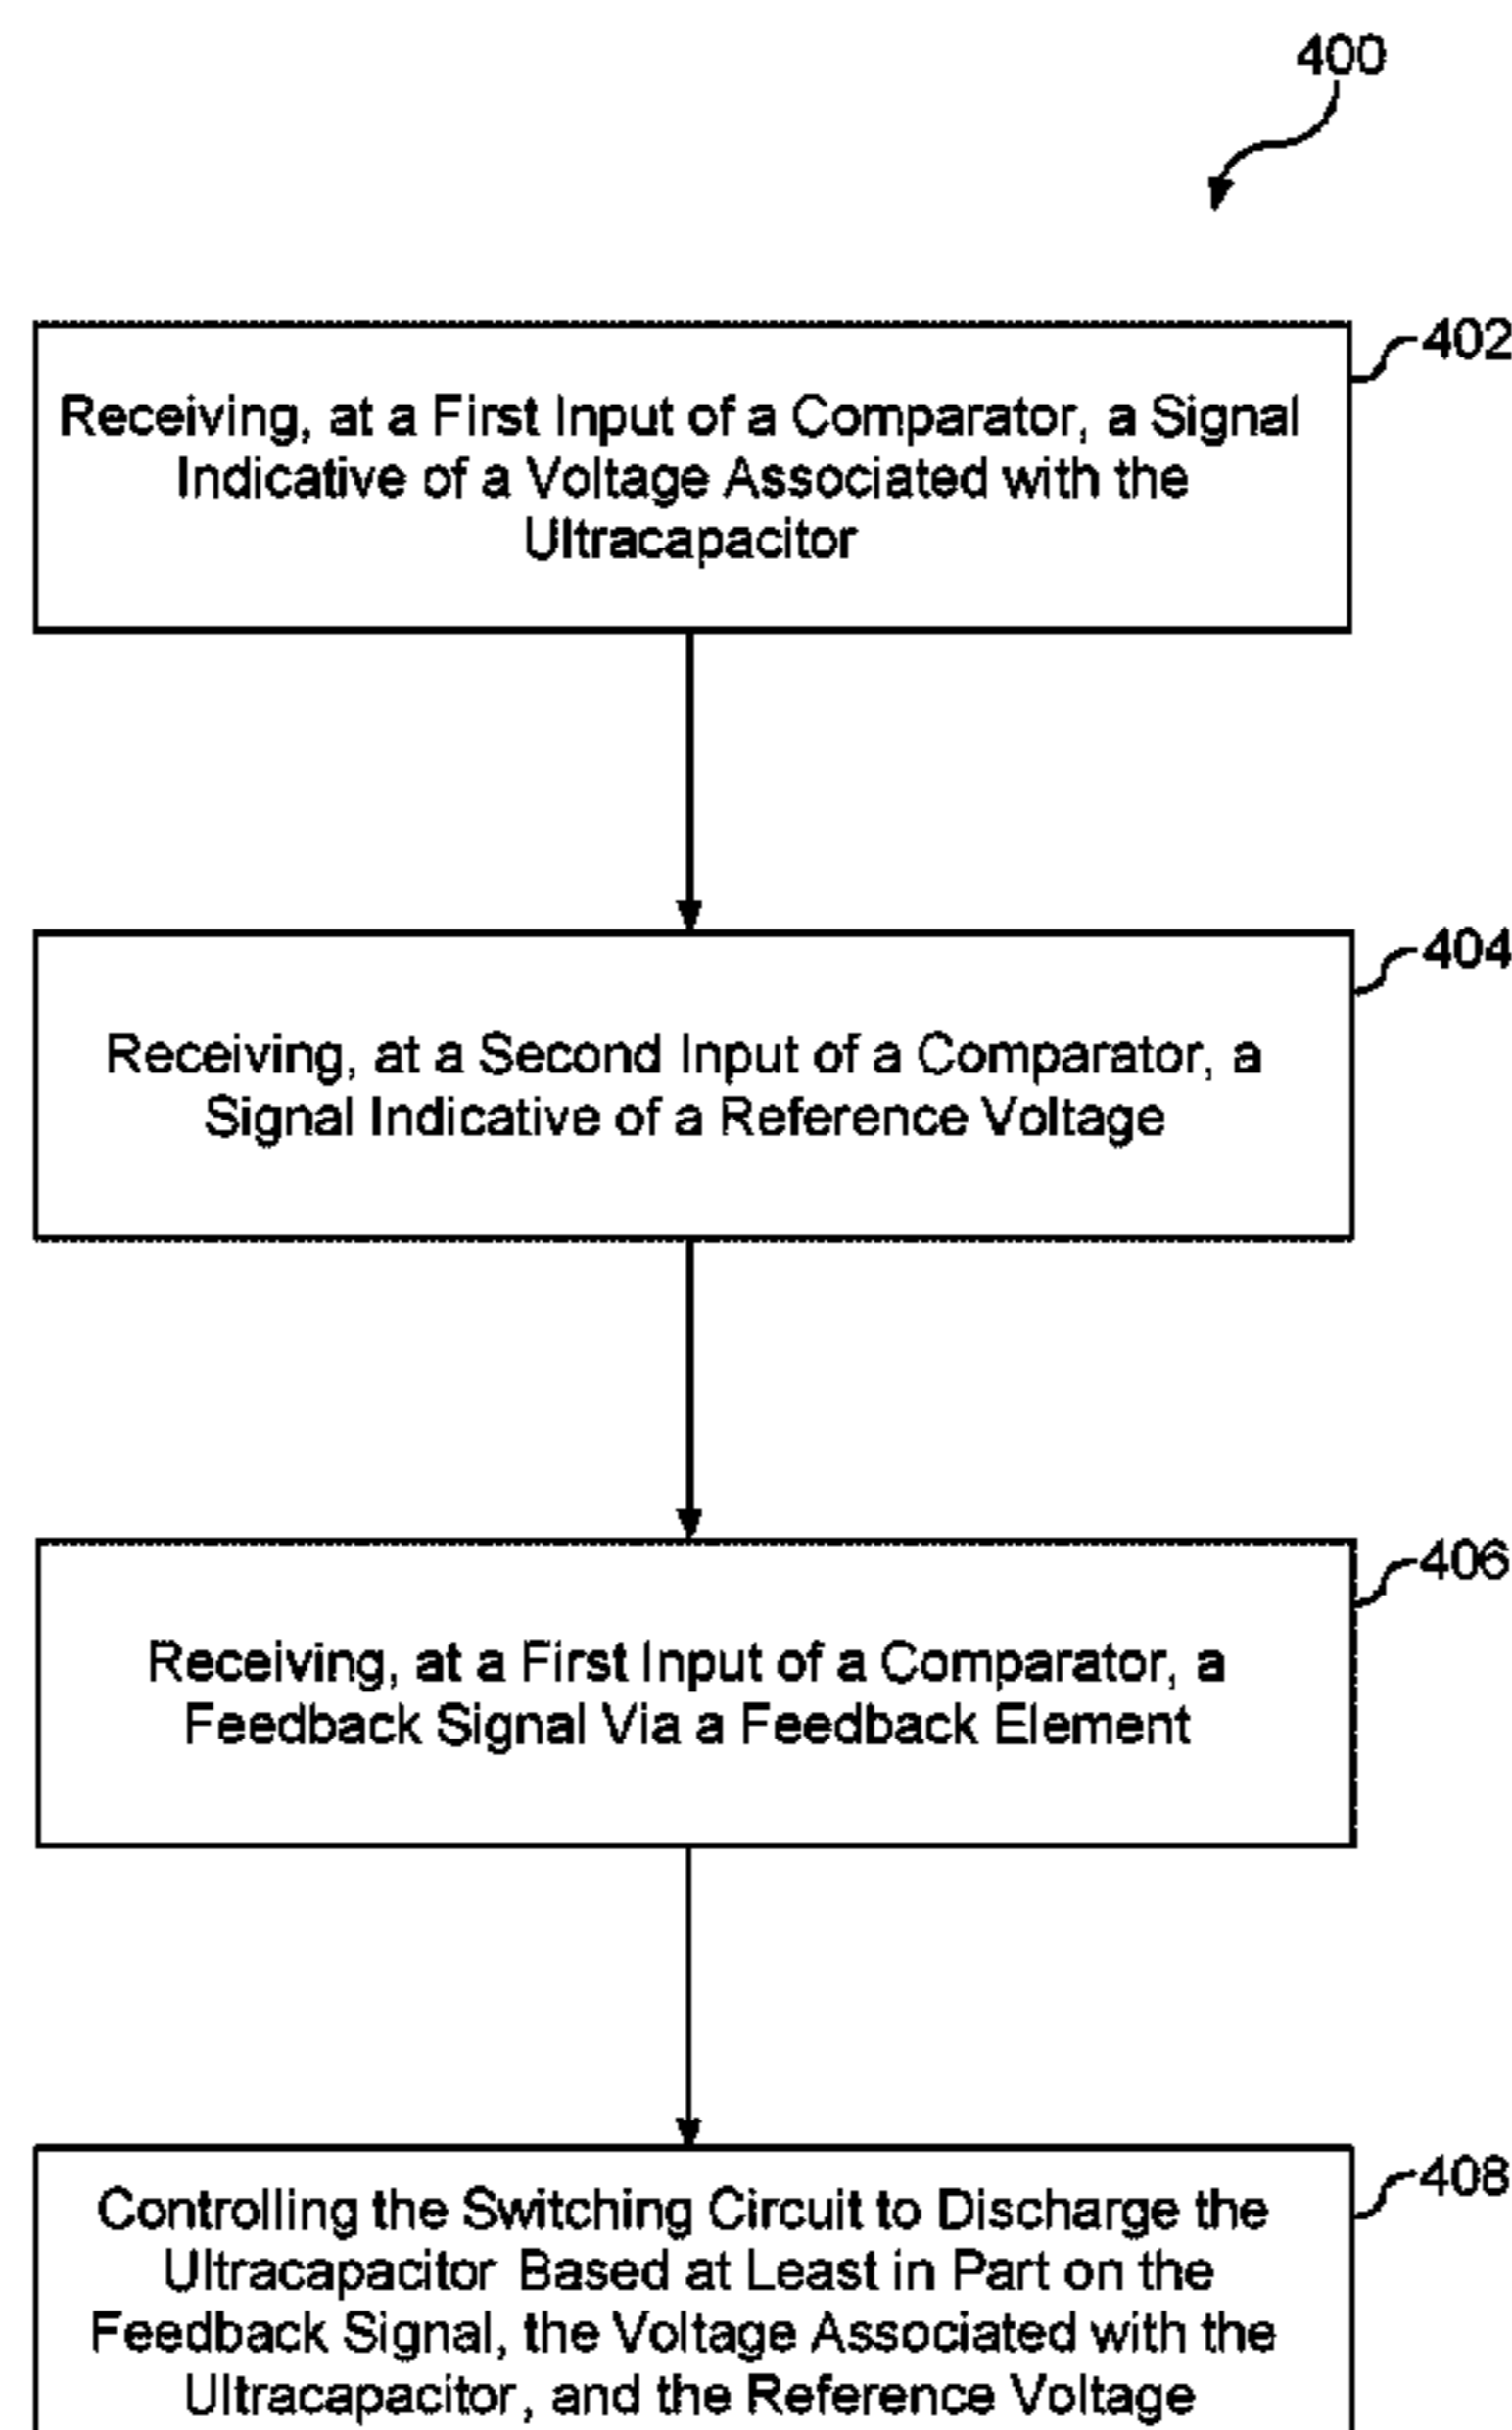 400
402
Receiving, at a First Input of a Comparator, a Signal
Indicative of a Voltage Associated with the
Ultracapacitor
404
Receiving, at a Second Input of a Comparator, a
Signal Indicative of a Reference Voltage
406
Receiving, at a First Input of a Comparator, a
Feedback Signal Via a Feedback Element
408
Controlling the Switching Circuit to Discharge the
Ultracapacitor Based at Least in Part on the
Feedback Signal, the Voltage Associated with the
Ultracapacitor, and the Reference Voltage